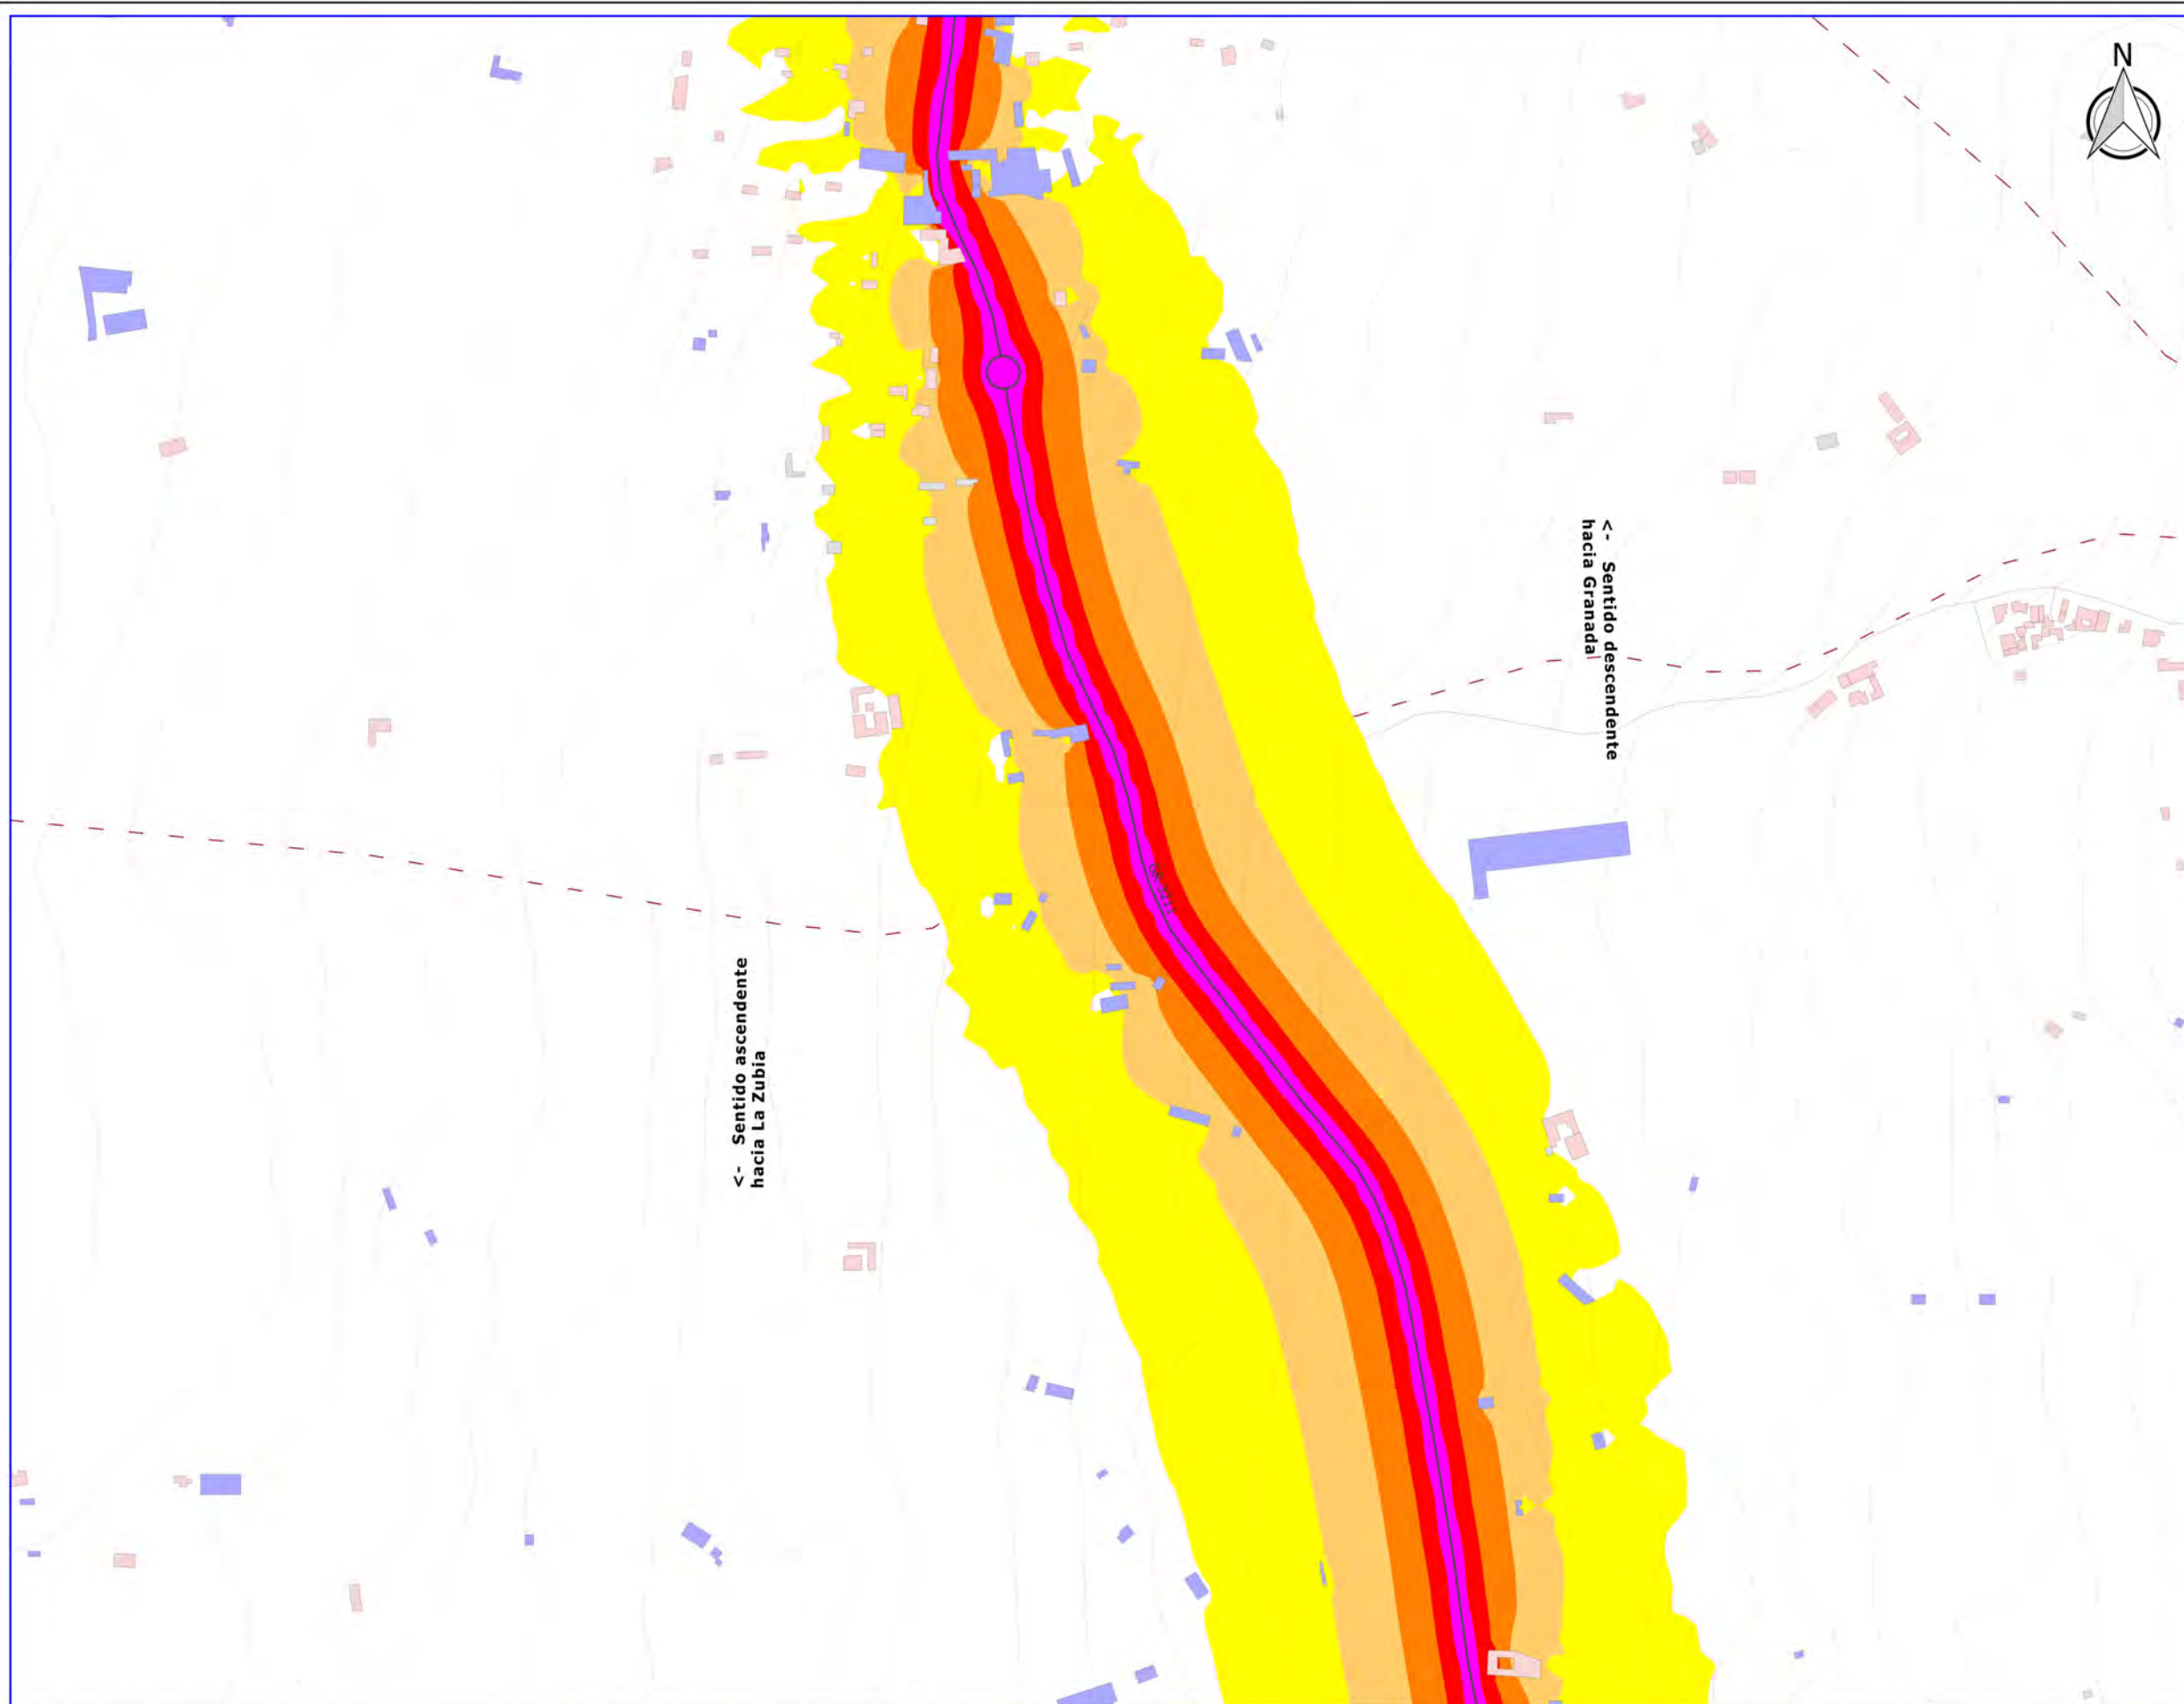 N
<- Sentido descendente
hacia Granada
<- Sentido ascendente
hacia La Zubia